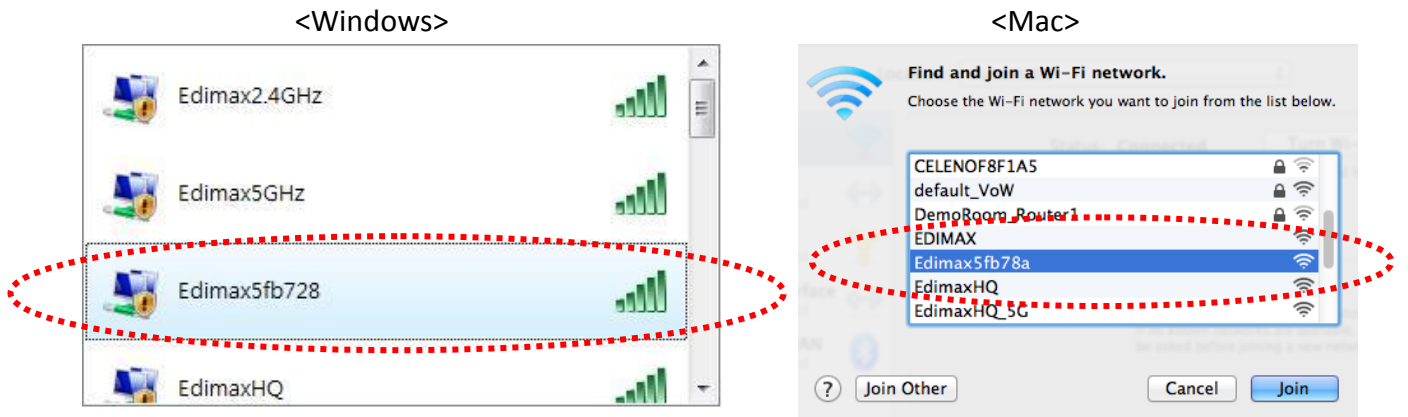 <Windows>
<Mac>
Edimax2.4GHz
Edimax5GHz
Edimax5fb728
EdimaxHQ
Find and join a Wi-Fi network.
Choose the Wi-Fi network you want to join from the list below.
CELENOF8F1A5
default_VoW
DemoRoom_Router1
EDIMAX
Edimax5fb78a
EdimaxHQ
EdimaxHQ_5G
?
Join Other
Cancel
Join